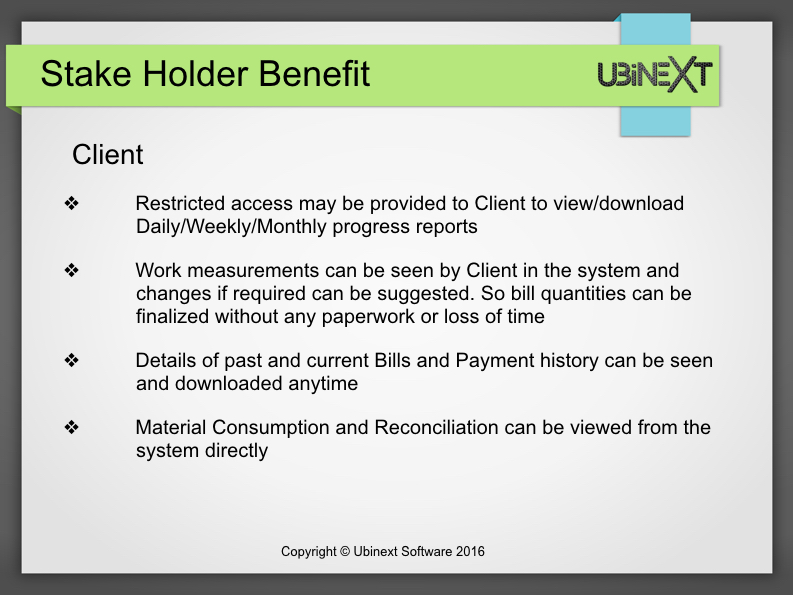 Stake Holder Benefit
UBiNEXT
Client
❖ Restricted access may be provided to Client to view/download
Daily/Weekly/Monthly progress reports
❖ Work measurements can be seen by Client in the system and
changes if required can be suggested. So bill quantities can be
finalized without any paperwork or loss of time
❖ Details of past and current Bills and Payment history can be seen
and downloaded anytime
❖ Material Consumption and Reconciliation can be viewed from the
system directly
Copyright © Ubinext Software 2016